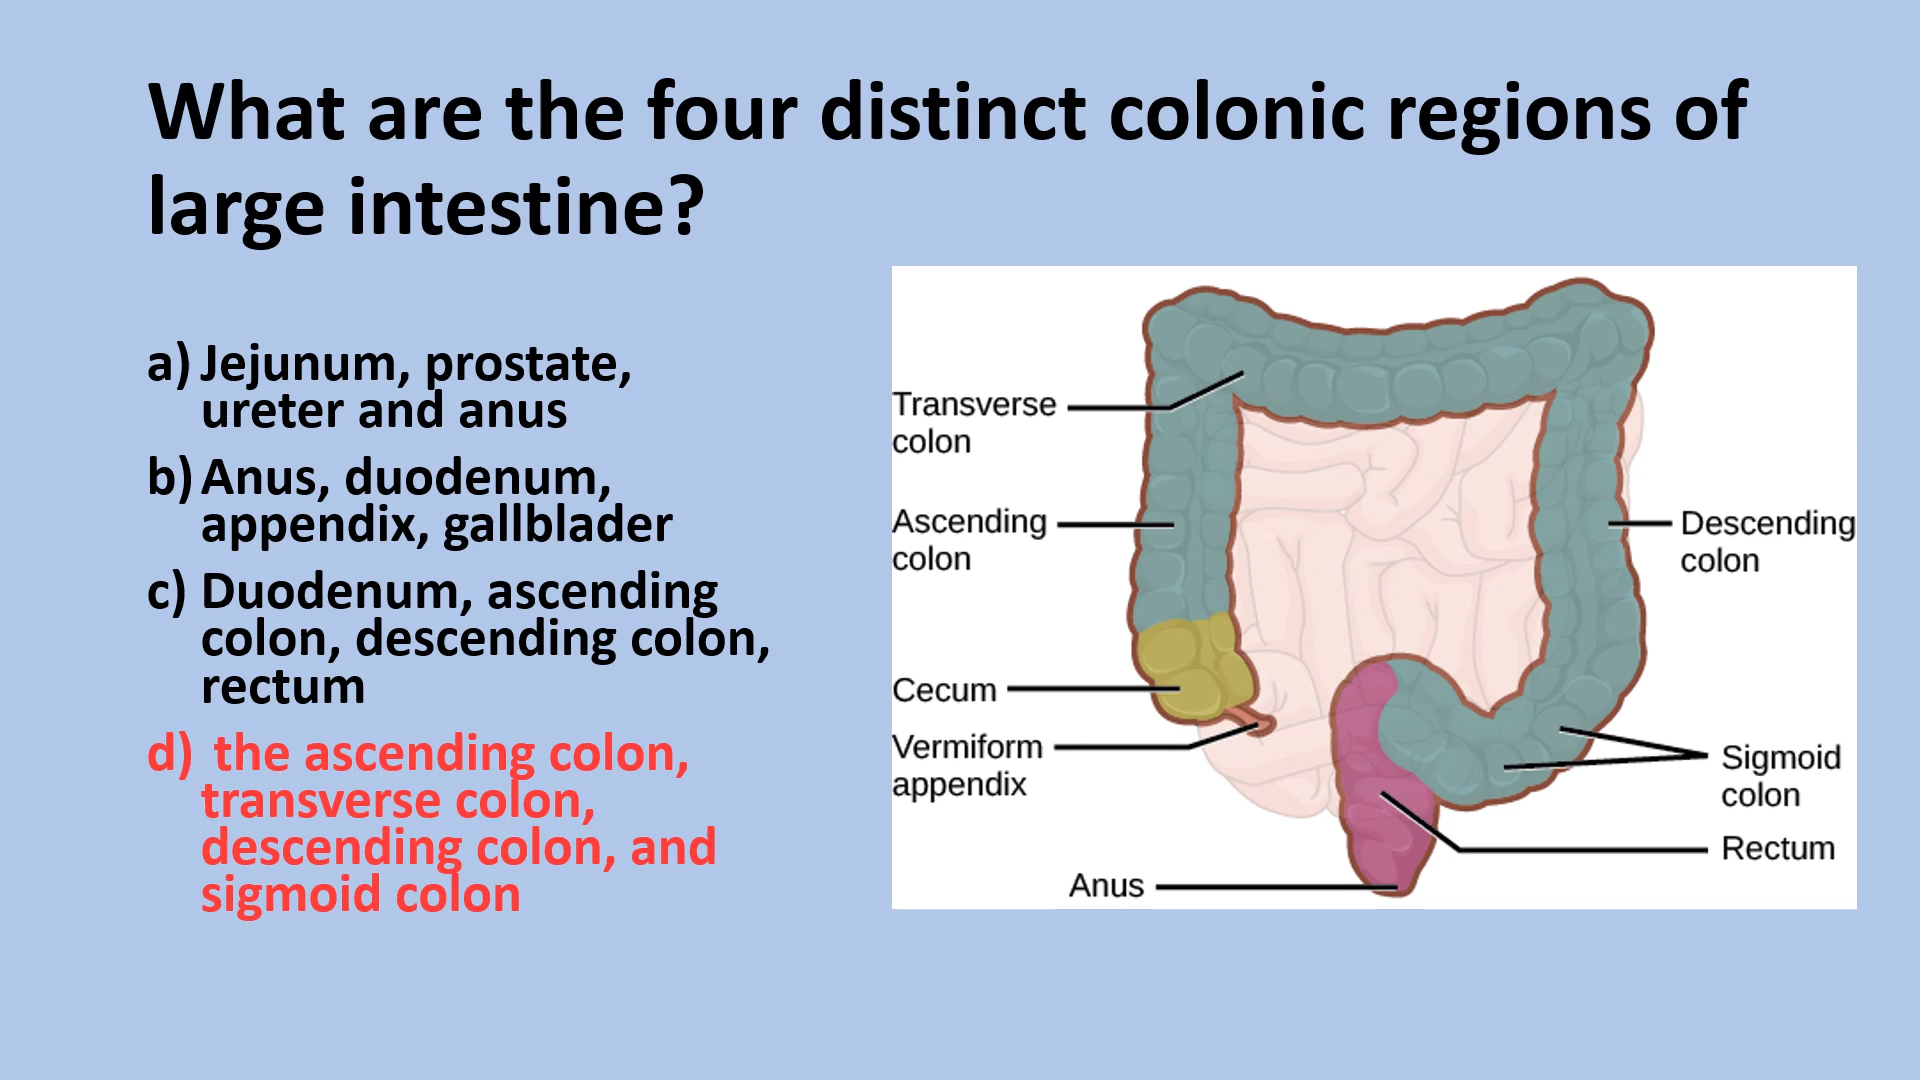 What are the four distinct colonic regions of
large intestine?
a) Jejunum, prostate,
ureter and anus
b) Anus, duodenum,
appendix, gallblader
c) Duodenum, ascending
colon, descending colon,
rectum
d) the ascending colon,
transverse colon,
descending colon, and
sigmoid colon
Transverse
colon
Ascending
colon
Descending
colon
Cecum
Vermiform
appendix
Sigmoid
colon
Rectum
Anus